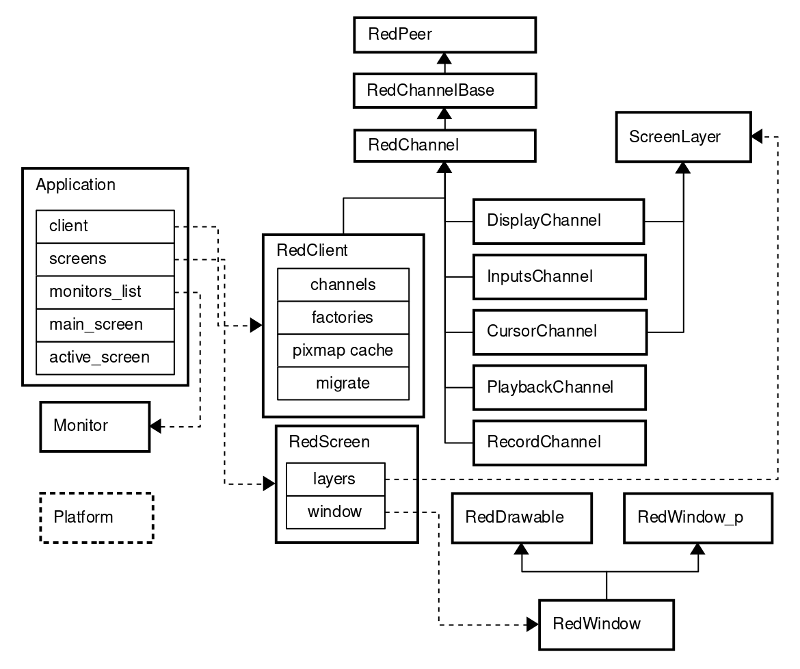 RedPeer
RedChannelBase
RedChannel
ScreenLayer
Application
client
screens
monitors_list
main_screen
active_screen
RedClient
channels
factories
pixmap cache
migrate
DisplayChannel
InputsChannel
CursorChannel
PlaybackChannel
RecordChannel
Monitor
RedScreen
layers
window
Platform
RedDrawable
RedWindow_p
RedWindow